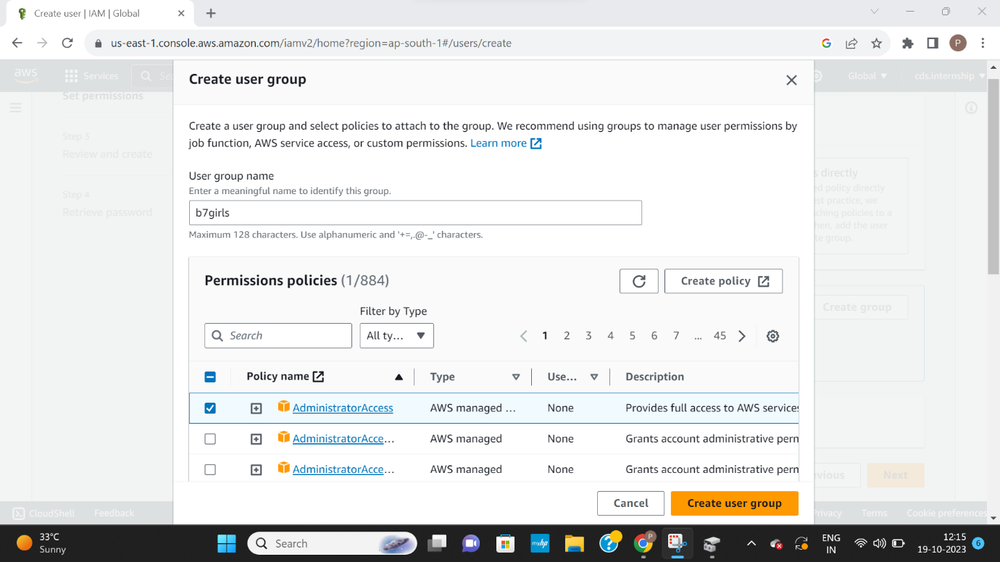 Create user | IAM | Global
us-east-1.console.aws.amazon.com/iamv2/home?region=ap-south-1#/users/create
G
P
aws
Services
Global
cds.internship
Create user group
Create a user group and select policies to attach to the group. We recommend using groups to manage user permissions by
job function, AWS service access, or custom permissions. Learn more
User group name
Enter a meaningful name to identify this group.
b7girls
Maximum 128 characters. Use alphanumeric and '+=,.@-_' characters.
Set permissions
Step 3
Review and create
Step 4
Retrieve password
s directly
ed policy directly
est practice, we
ching policies to a
hen, add the user
te group.
Create group
Permissions policies (1/884)
Create policy
Filter by Type
Search
All ty...
1 2 3 4 5 6 7 ... 45
Policy name Type Use... Description
AdministratorAccess AWS managed ... None Provides full access to AWS services
AdministratorAcce... AWS managed None Grants account administrative perm
AdministratorAcce... AWS managed None Grants account administrative perm
vious
Next
Cancel
Create user group
CloudShell
Feedback
Privacy
Terms
Cookie preferences
33°C
Sunny
Search
myhp
P
ENG
IN
12:15
19-10-2023
6